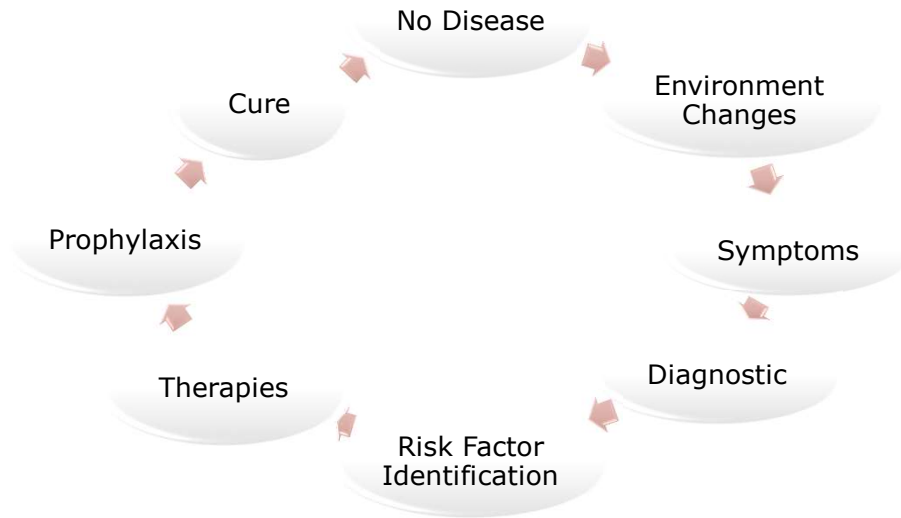 No Disease
Environment
Changes
Symptoms
Diagnostic
Risk Factor
Identification
Therapies
Prophylaxis
Cure